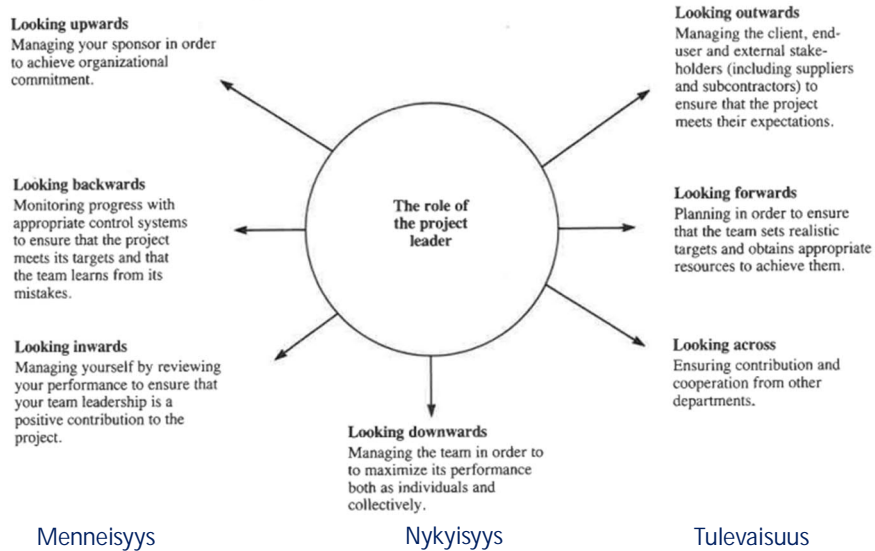 Looking upwards
Managing your sponsor in order
to achieve organizational
commitment.
Looking outwards
Managing the client, end-
user and external stake-
holders (including suppliers
and subcontractors) to
ensure that the project
meets their expectations.
Looking backwards
Monitoring progress with
appropriate control systems
to ensure that the project
meets its targets and that
the team learns from its
mistakes.
The role of
the project
leader
Looking forwards
Planning in order to ensure
that the team sets realistic
targets and obtains appropriate
resources to achieve them.
Looking inwards
Managing yourself by reviewing
your performance to ensure that
your team leadership is a
positive contribution to the
project.
Looking across
Ensuring contribution and
cooperation from other
departments.
Looking downwards
Managing the team in order to
to maximize its performance
both as individuals and
collectively.
Menneisyys
Nykyisyys
Tulevaisuus